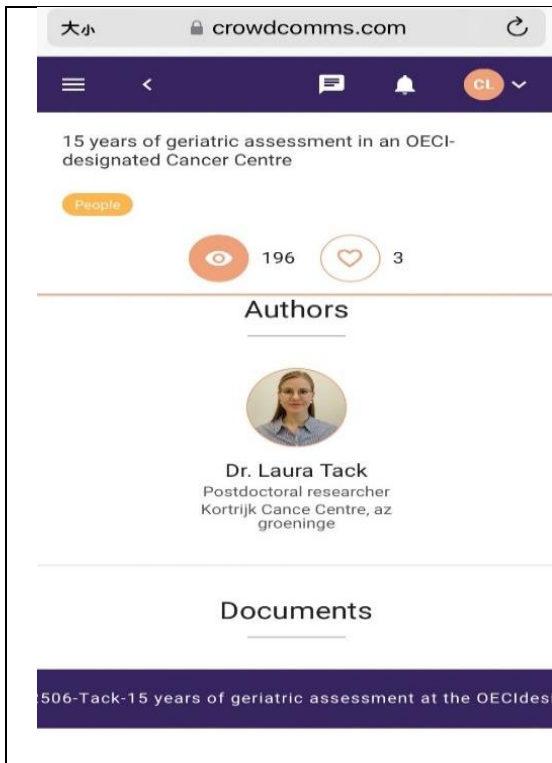 大小 crowdcomms.com
CL
15 years of geriatric assessment in an OECI-
designated Cancer Centre
People
196 3
Authors
Dr. Laura Tack
Postdoctoral researcher
Kortrijk Cance Centre, az
groeninge
Documents
506-Tack-15 years of geriatric assessment at the OECIdes